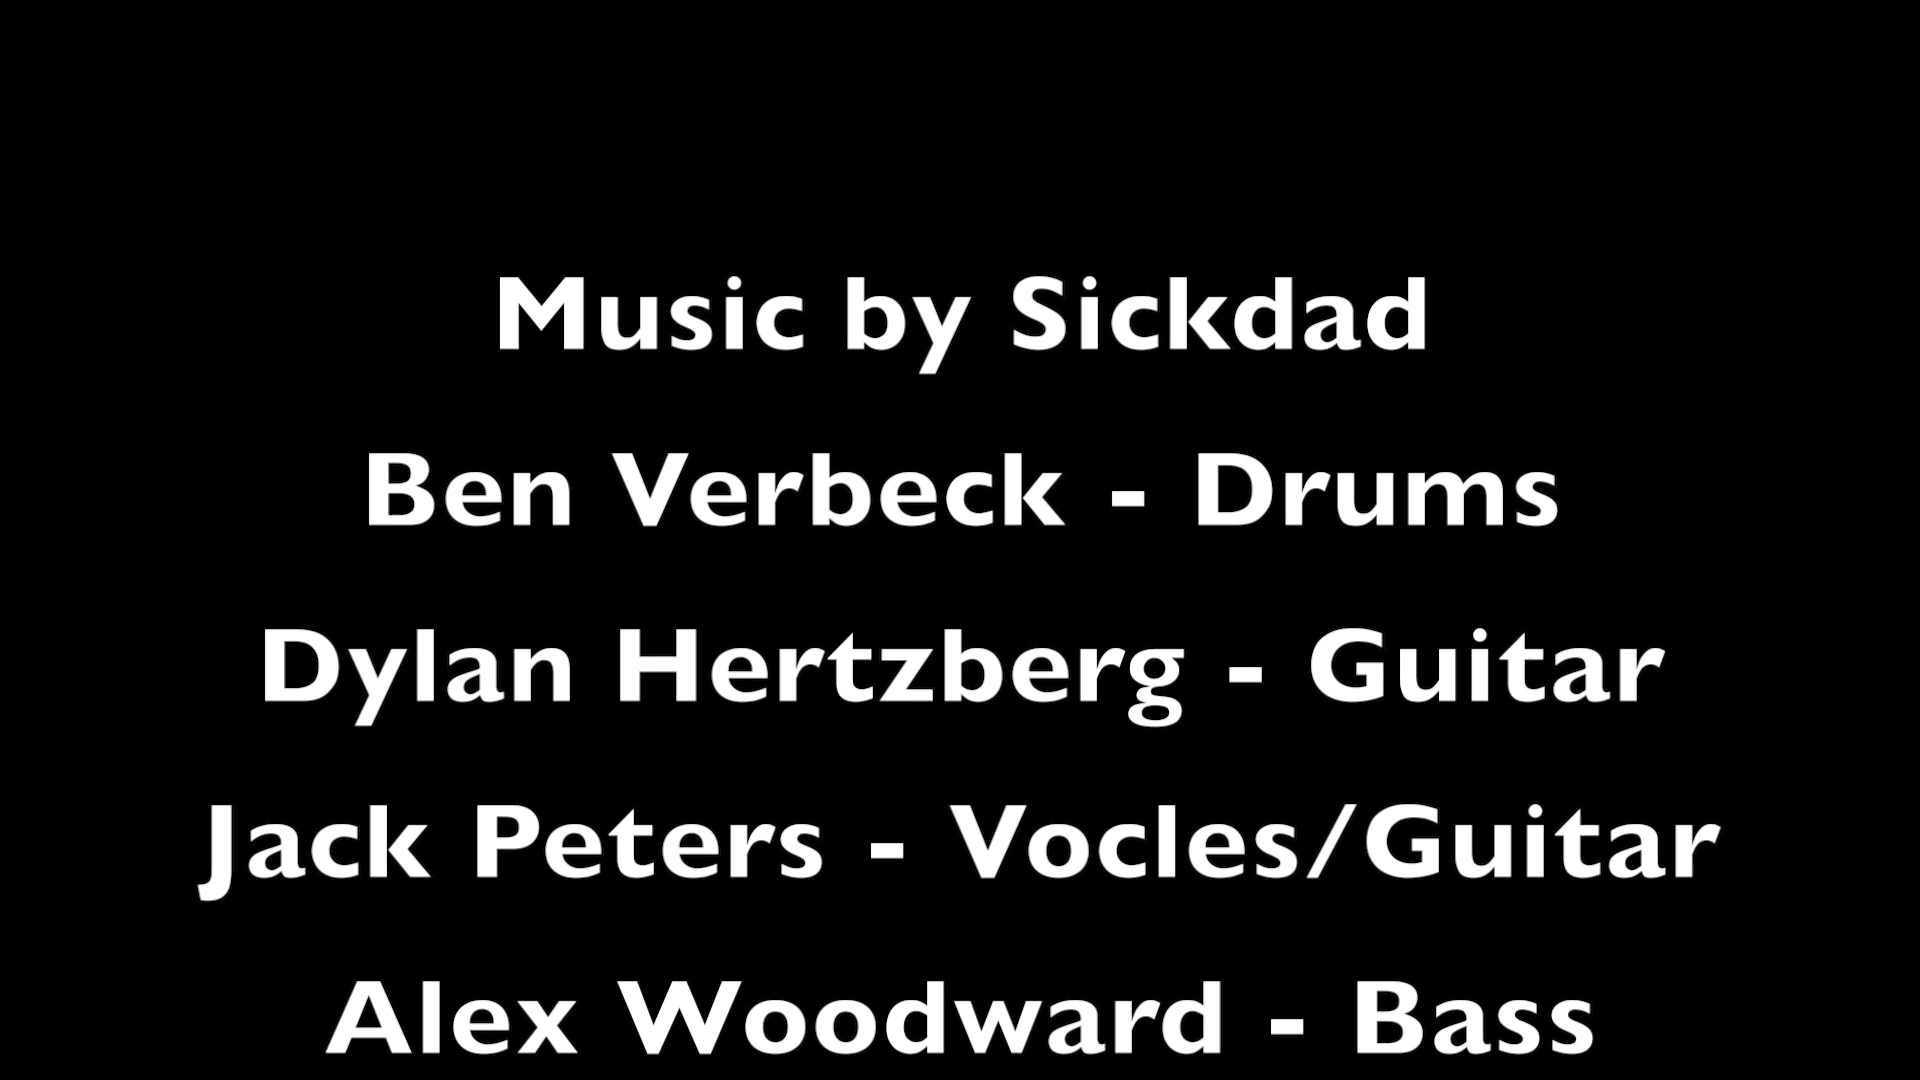 Music by Sickdad
Ben Verbeck - Drums
Dylan Hertzberg - Guitar
Jack Peters - Vocles/Guitar
Alex Woodward - Bass